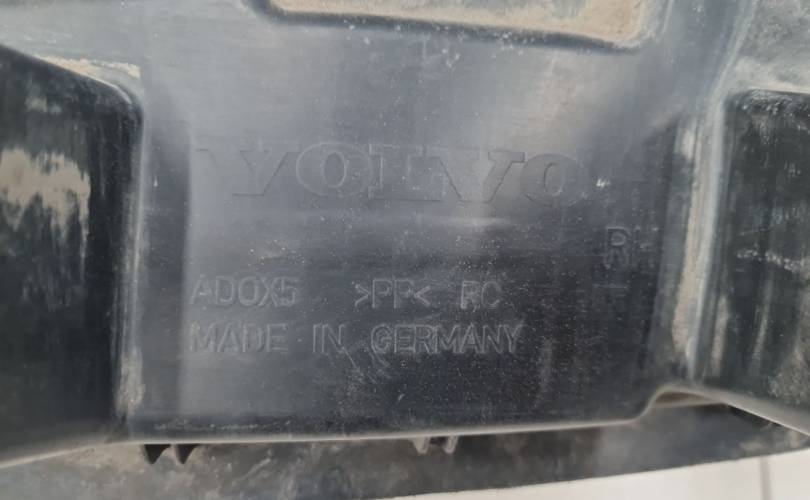 VOLVO
R
ADOX5 >PP< RC
MADE IN GERMANY